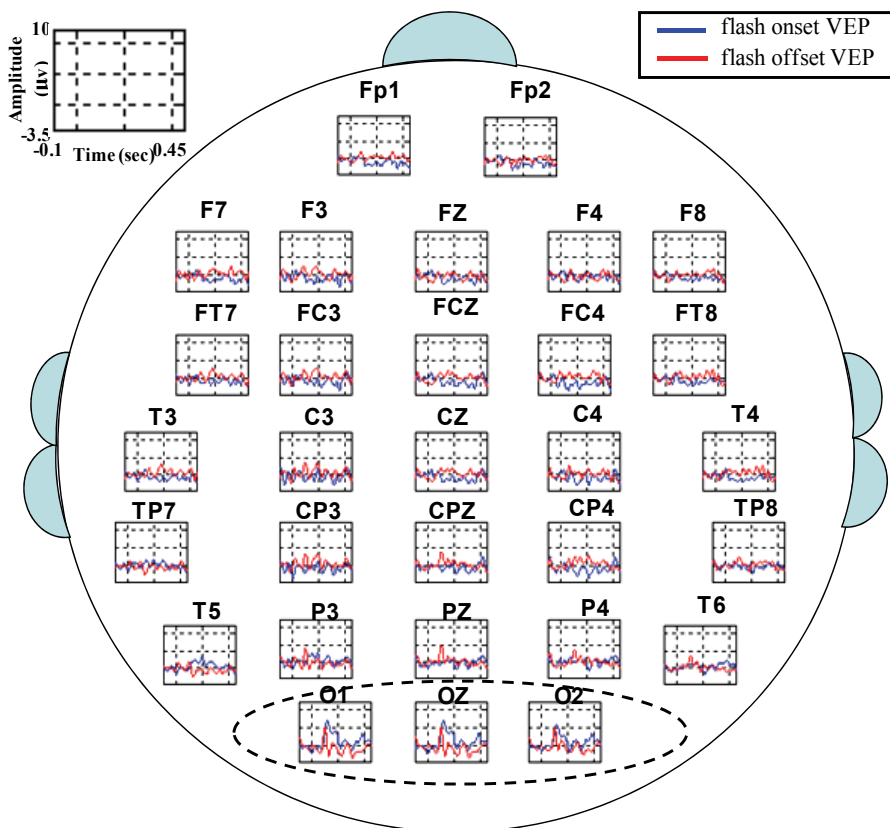 10
Amplitude
(μv)
-3.5
-0.1
Time (sec)
0.45
flash onset VEP
flash offset VEP
Fp1 Fp2
F7 F3 FZ F4 F8
FT7 FC3 FCZ FC4 FT8
T3 C3 CZ C4 T4
TP7 CP3 CPZ CP4 TP8
T5 P3 PZ P4 T6
O1 OZ O2